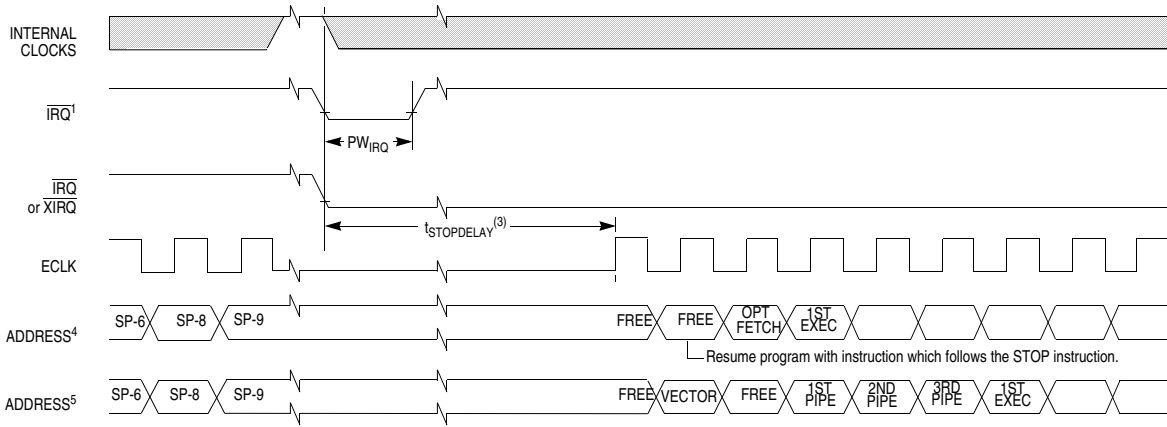 INTERNAL
CLOCKS
IRQ1
PWIRQ
IRQ
or XIRQ
tSTOPDELAY(3)
ECLK
ADDRESS4
SP-6 SP-8 SP-9 FREE FREE OPT FETCH 1ST EXEC
Resume program with instruction which follows the STOP instruction.
ADDRESS5
SP-6 SP-8 SP-9 FREE VECTOR FREE 1ST PIPE 2ND PIPE 3RD PIPE 1ST EXEC